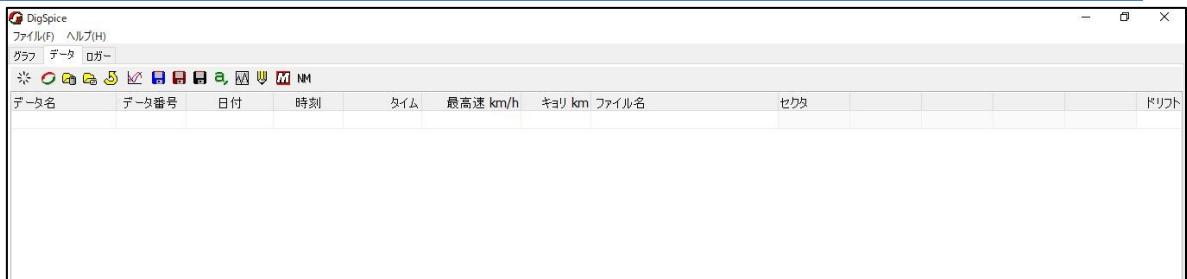 DigSpice
ファイル(F) ヘルプ(H)
グラフ データ ロガー
a, M NM
データ名 データ番号 日付 時刻 タイム 最高速 km/h キョリ km ファイル名 セクタ ドリフト